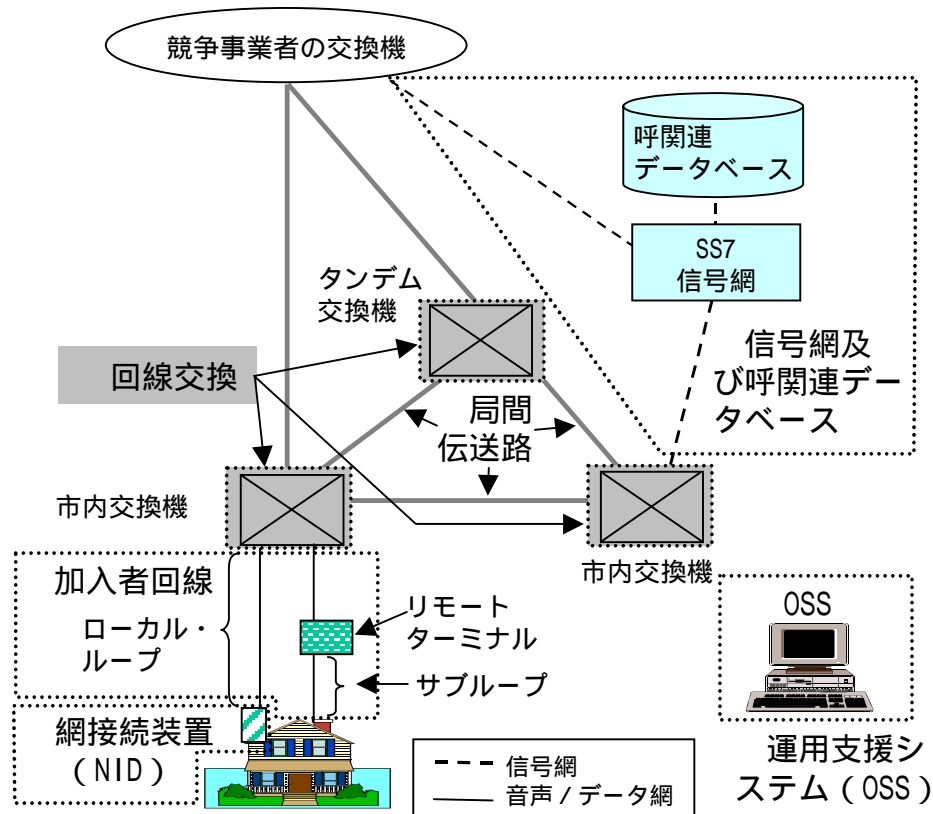 競争事業者の交換機
呼関連
データベース
SS7
信号網
タンデム
交換機
信号網及
び呼関連デー
タベース
回線交換
局間
伝送路
市内交換機
市内交換機
加入者回線
ローカル・
ループ
リモート
ターミナル
サブループ
OSS
網接続装置
(NID)
運用支援シ
ステム(OSS)
信号網
音声/データ網